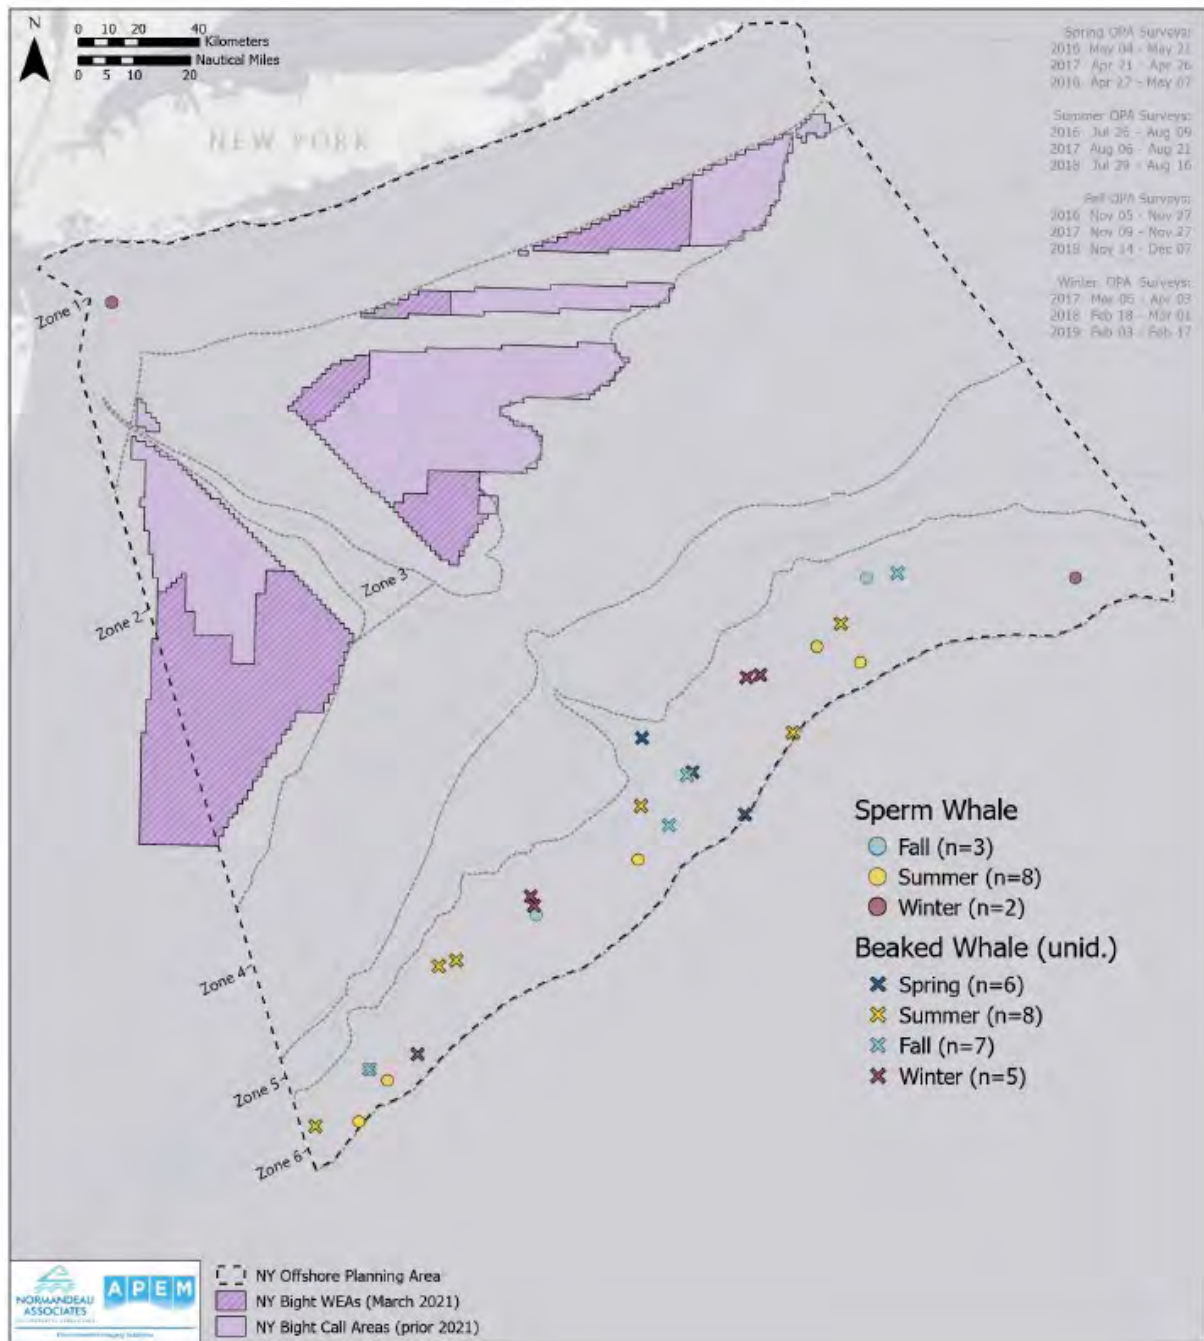 N
0 10 20 40
Kilometers
Nautical Miles
0 5 10 20
NEW YORK
Spring OPA Surveys:
2016 May 04 - May 21
2017 Apr 21 - Apr 26
2018 Apr 27 - May 07
Summer OPA Surveys:
2016 Jul 26 - Aug 09
2017 Aug 06 - Aug 21
2018 Jul 29 - Aug 16
Fall OPA Surveys:
2016 Nov 05 - Nov 27
2017 Nov 09 - Nov 27
2018 Nov 14 - Dec 07
Winter OPA Surveys:
2017 Mar 06 - Apr 03
2018 Feb 18 - Mar 01
2019 Feb 03 - Feb 17
Zone 1
Zone 2
Zone 3
Zone 4
Zone 5
Zone 6
Sperm Whale
Fall (n=3)
Summer (n=8)
Winter (n=2)
Beaked Whale (unid.)
Spring (n=6)
Summer (n=8)
Fall (n=7)
Winter (n=5)
NORMANDEAU
ASSOCIATES
APEM
NY Offshore Planning Area
NY Bight WEAs (March 2021)
NY Bight Call Areas (prior 2021)